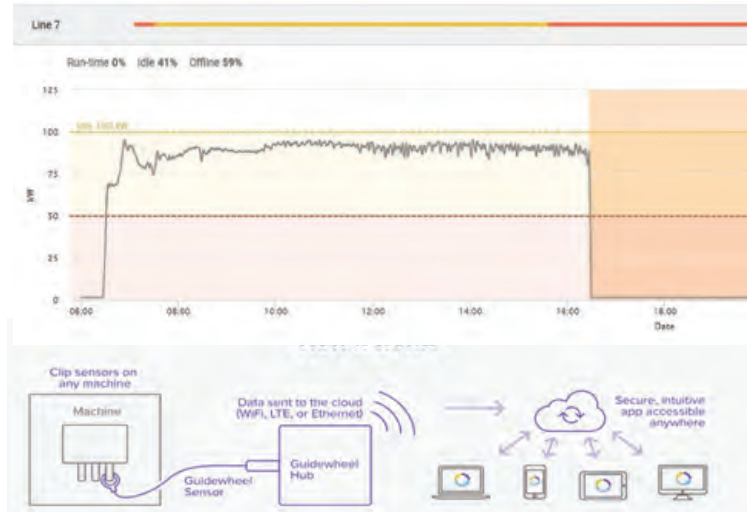 Line 7
Run-time 0% Idle 41% Offline 59%
125
100
75
50
25
0
kW
06:00 08:00 10:00 12:00 14:00 16:00 18:00
Date
Clip sensors on
any machine
Machine
Guidewheel
Sensor
Data sent to the cloud
(WiFi, LTE, or Ethernet)
Guidewheel
Hub
Secure, intuitive
app accessible
anywhere